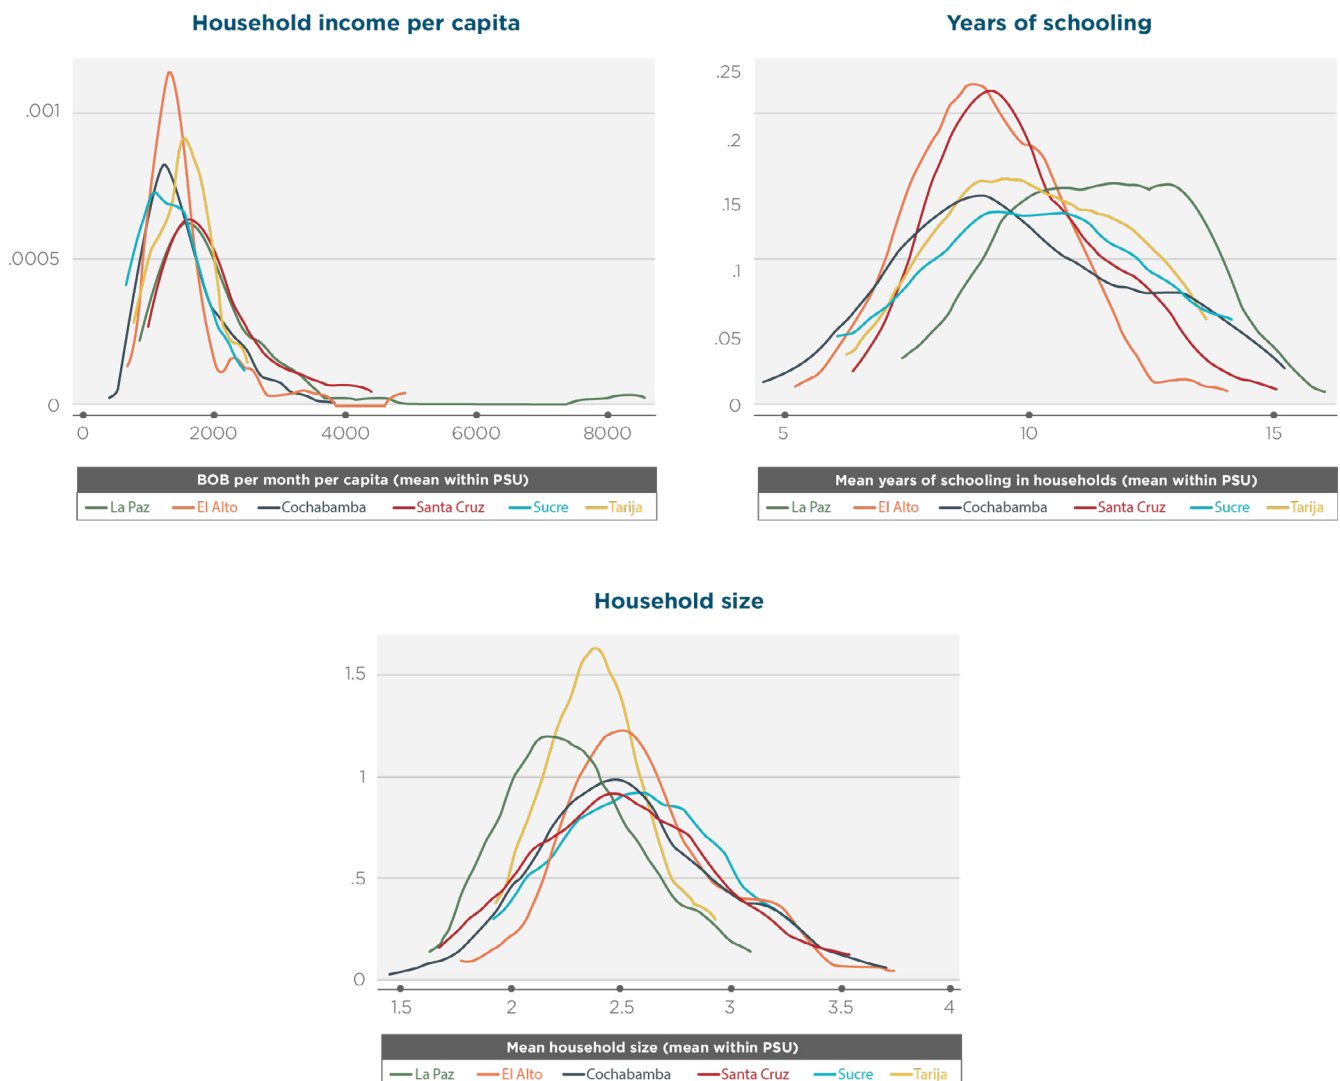 Household income per capita
.001
.0005
0
0 2000 4000 6000 8000
BOB per month per capita (mean within PSU)
La Paz El Alto Cochabamba Santa Cruz Sucre Tarija
Years of schooling
.25
.2
.15
.1
.05
0
5 10 15
Mean years of schooling in households (mean within PSU)
La Paz El Alto Cochabamba Santa Cruz Sucre Tarija
Household size
1.5
1
.5
0
1.5 2 2.5 3 3.5 4
Mean household size (mean within PSU)
La Paz El Alto Cochabamba Santa Cruz Sucre Tarija